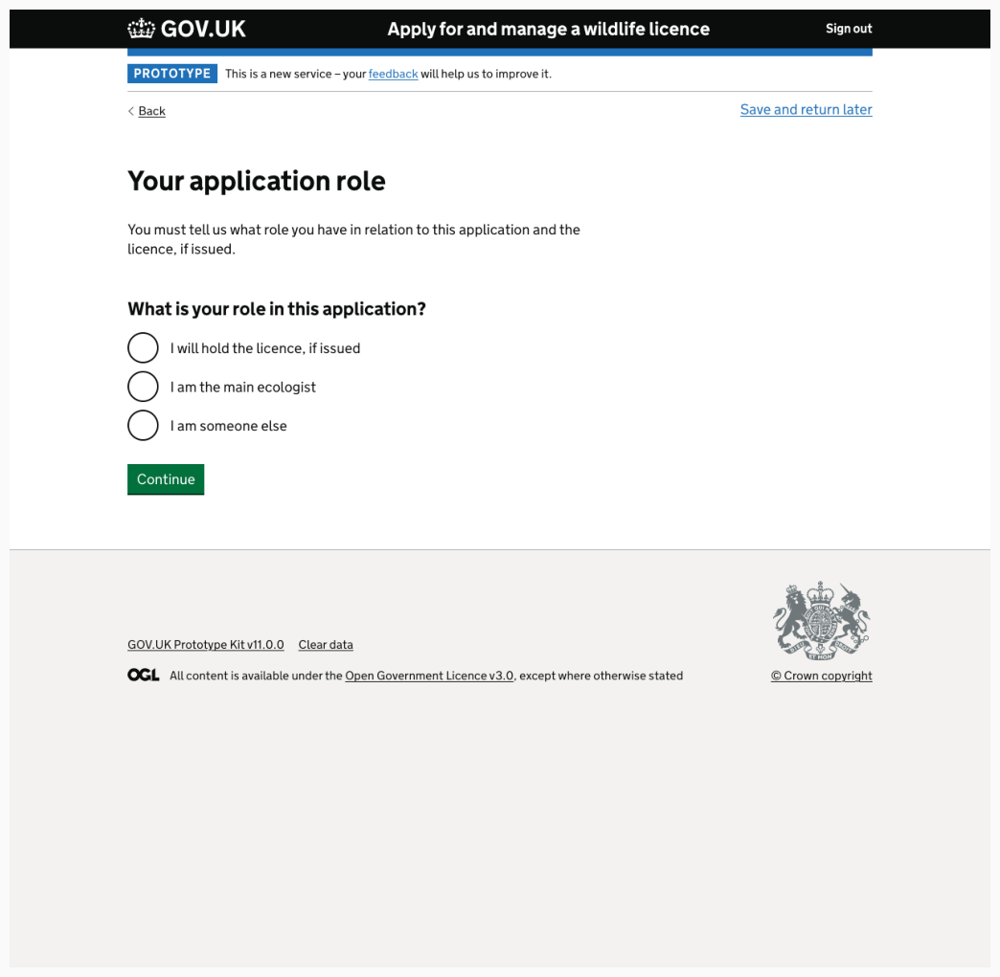 GOV.UK Apply for and manage a wildlife licence Sign out
PROTOTYPE This is a new service – your feedback will help us to improve it.
Back Save and return later
Your application role
You must tell us what role you have in relation to this application and the
licence, if issued.
What is your role in this application?
I will hold the licence, if issued
I am the main ecologist
I am someone else
Continue
GOV.UK Prototype Kit v11.0.0 Clear data
OGL All content is available under the Open Government Licence v3.0, except where otherwise stated
© Crown copyright